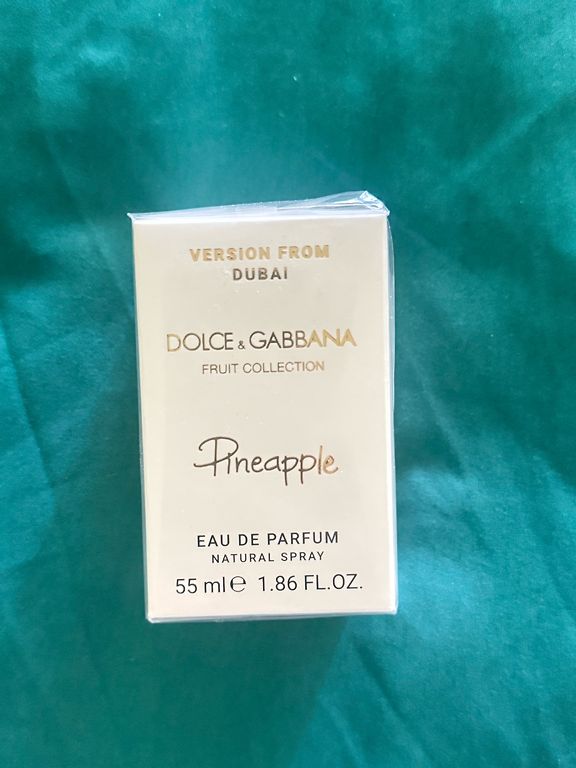 VERSION FROM
DUBAI
DOLCE & GABBANA
FRUIT COLLECTION
Pineapple
EAU DE PARFUM
NATURAL SPRAY
55 ml ℮ 1.86 FL.OZ.